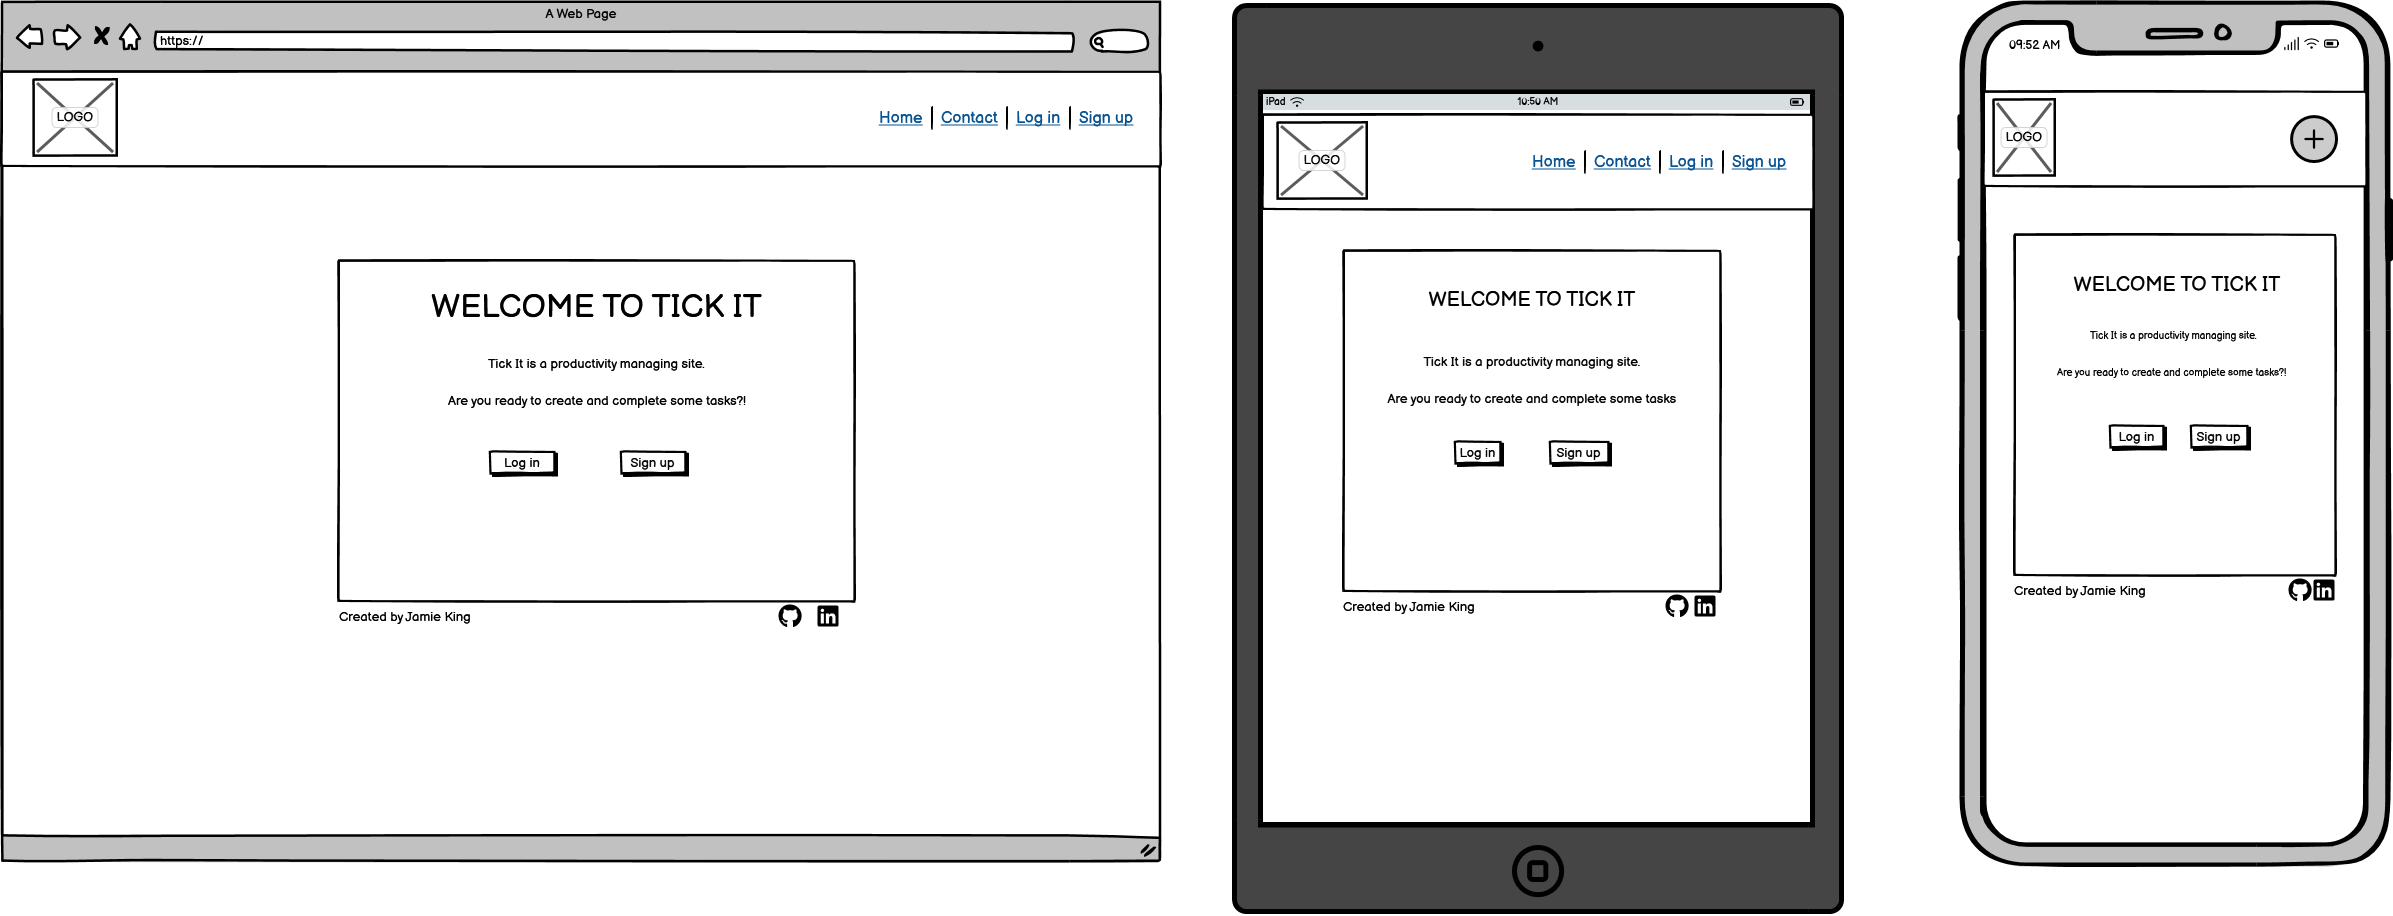 A Web Page
https://
LOGO
Home
Contact
Log in
Sign up
WELCOME TO TICK IT
Tick It is a productivity managing site.
Are you ready to create and complete some tasks?!
Log in
Sign up
Created by Jamie King
in
iPad
10:50 AM
LOGO
Home
Contact
Log in
Sign up
WELCOME TO TICK IT
Tick It is a productivity managing site.
Are you ready to create and complete some tasks
Log in
Sign up
Created by Jamie King
in
09:52 AM
LOGO
WELCOME TO TICK IT
Tick It is a productivity managing site.
Are you ready to create and complete some tasks?!
Log in
Sign up
Created by Jamie King
in